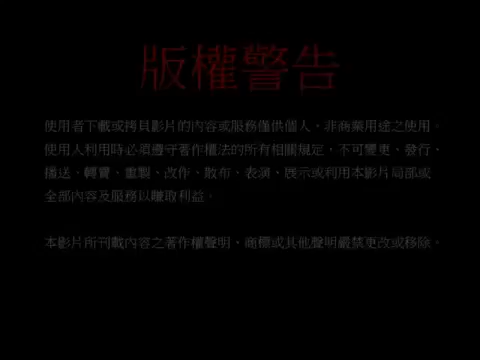 版權警告
使用者下載或拷貝影片的內容或服務僅供個人、非商業用途之使用。
使用人利用時必須遵守著作權法的所有相關規定，不可變更、發行、
播送、轉賣、重製、改作、散布、表演、展示或利用本影片局部或
全部內容及服務以賺取利益。
本影片所刊載內容之著作權聲明、商標或其他聲明嚴禁更改或移除。